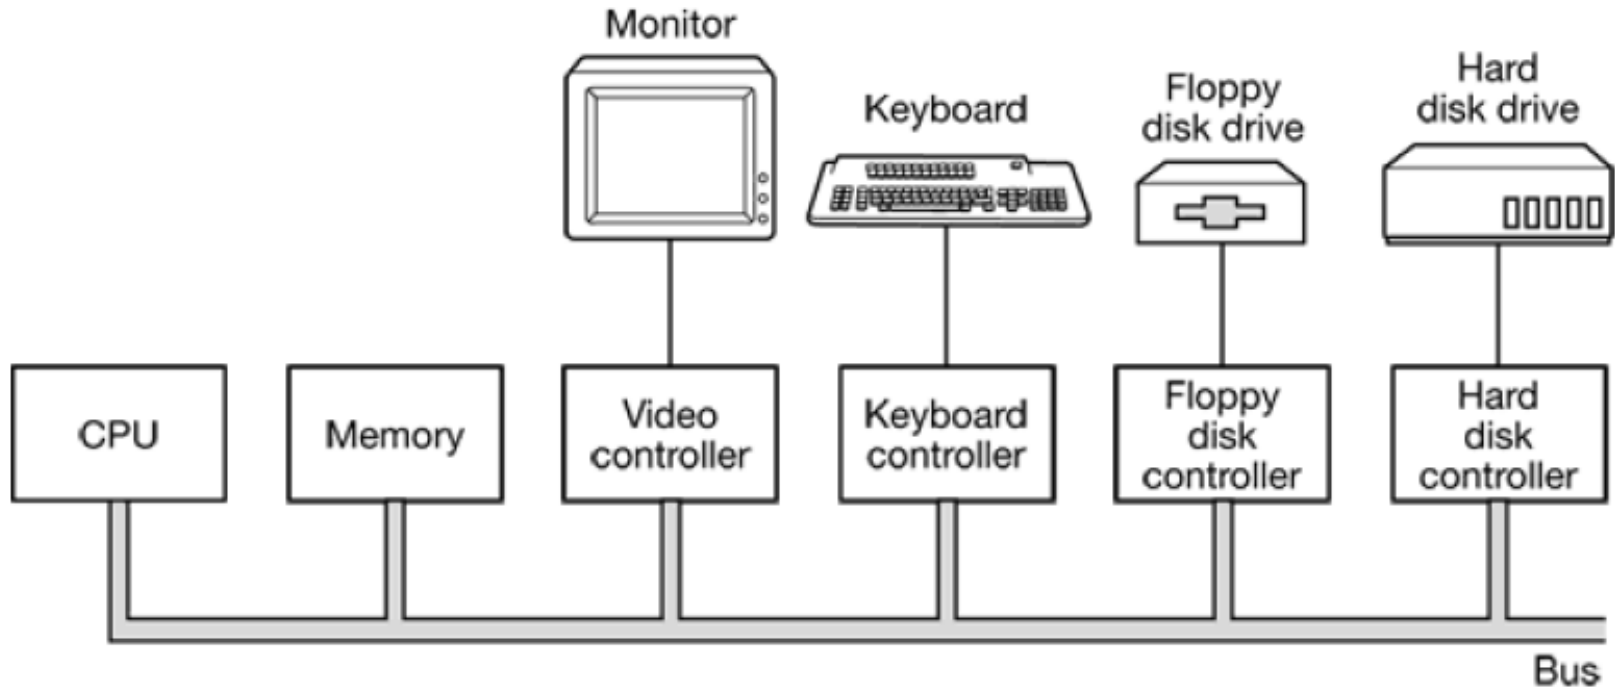 Monitor
Keyboard
Floppy
disk drive
Hard
disk drive
CPU
Memory
Video
controller
Keyboard
controller
Floppy
disk
controller
Hard
disk
controller
Bus